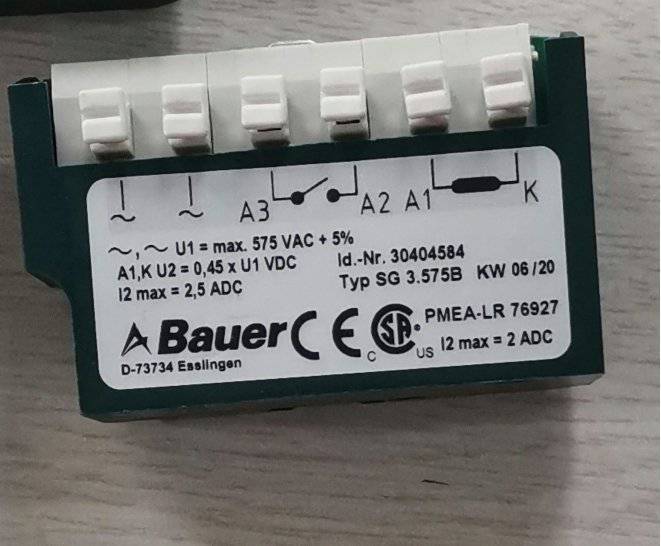 ~ ~ A3 A2 A1 K
~, ~ U1 = max. 575 VAC + 5%
A1,K U2 = 0,45 x U1 VDC
I2 max = 2,5 ADC
Id.-Nr. 30404584
Typ SG 3.575B KW 06/20
Bauer CE
D-73734 Esslingen
C SA US
PMEA-LR 76927
I2 max = 2 ADC